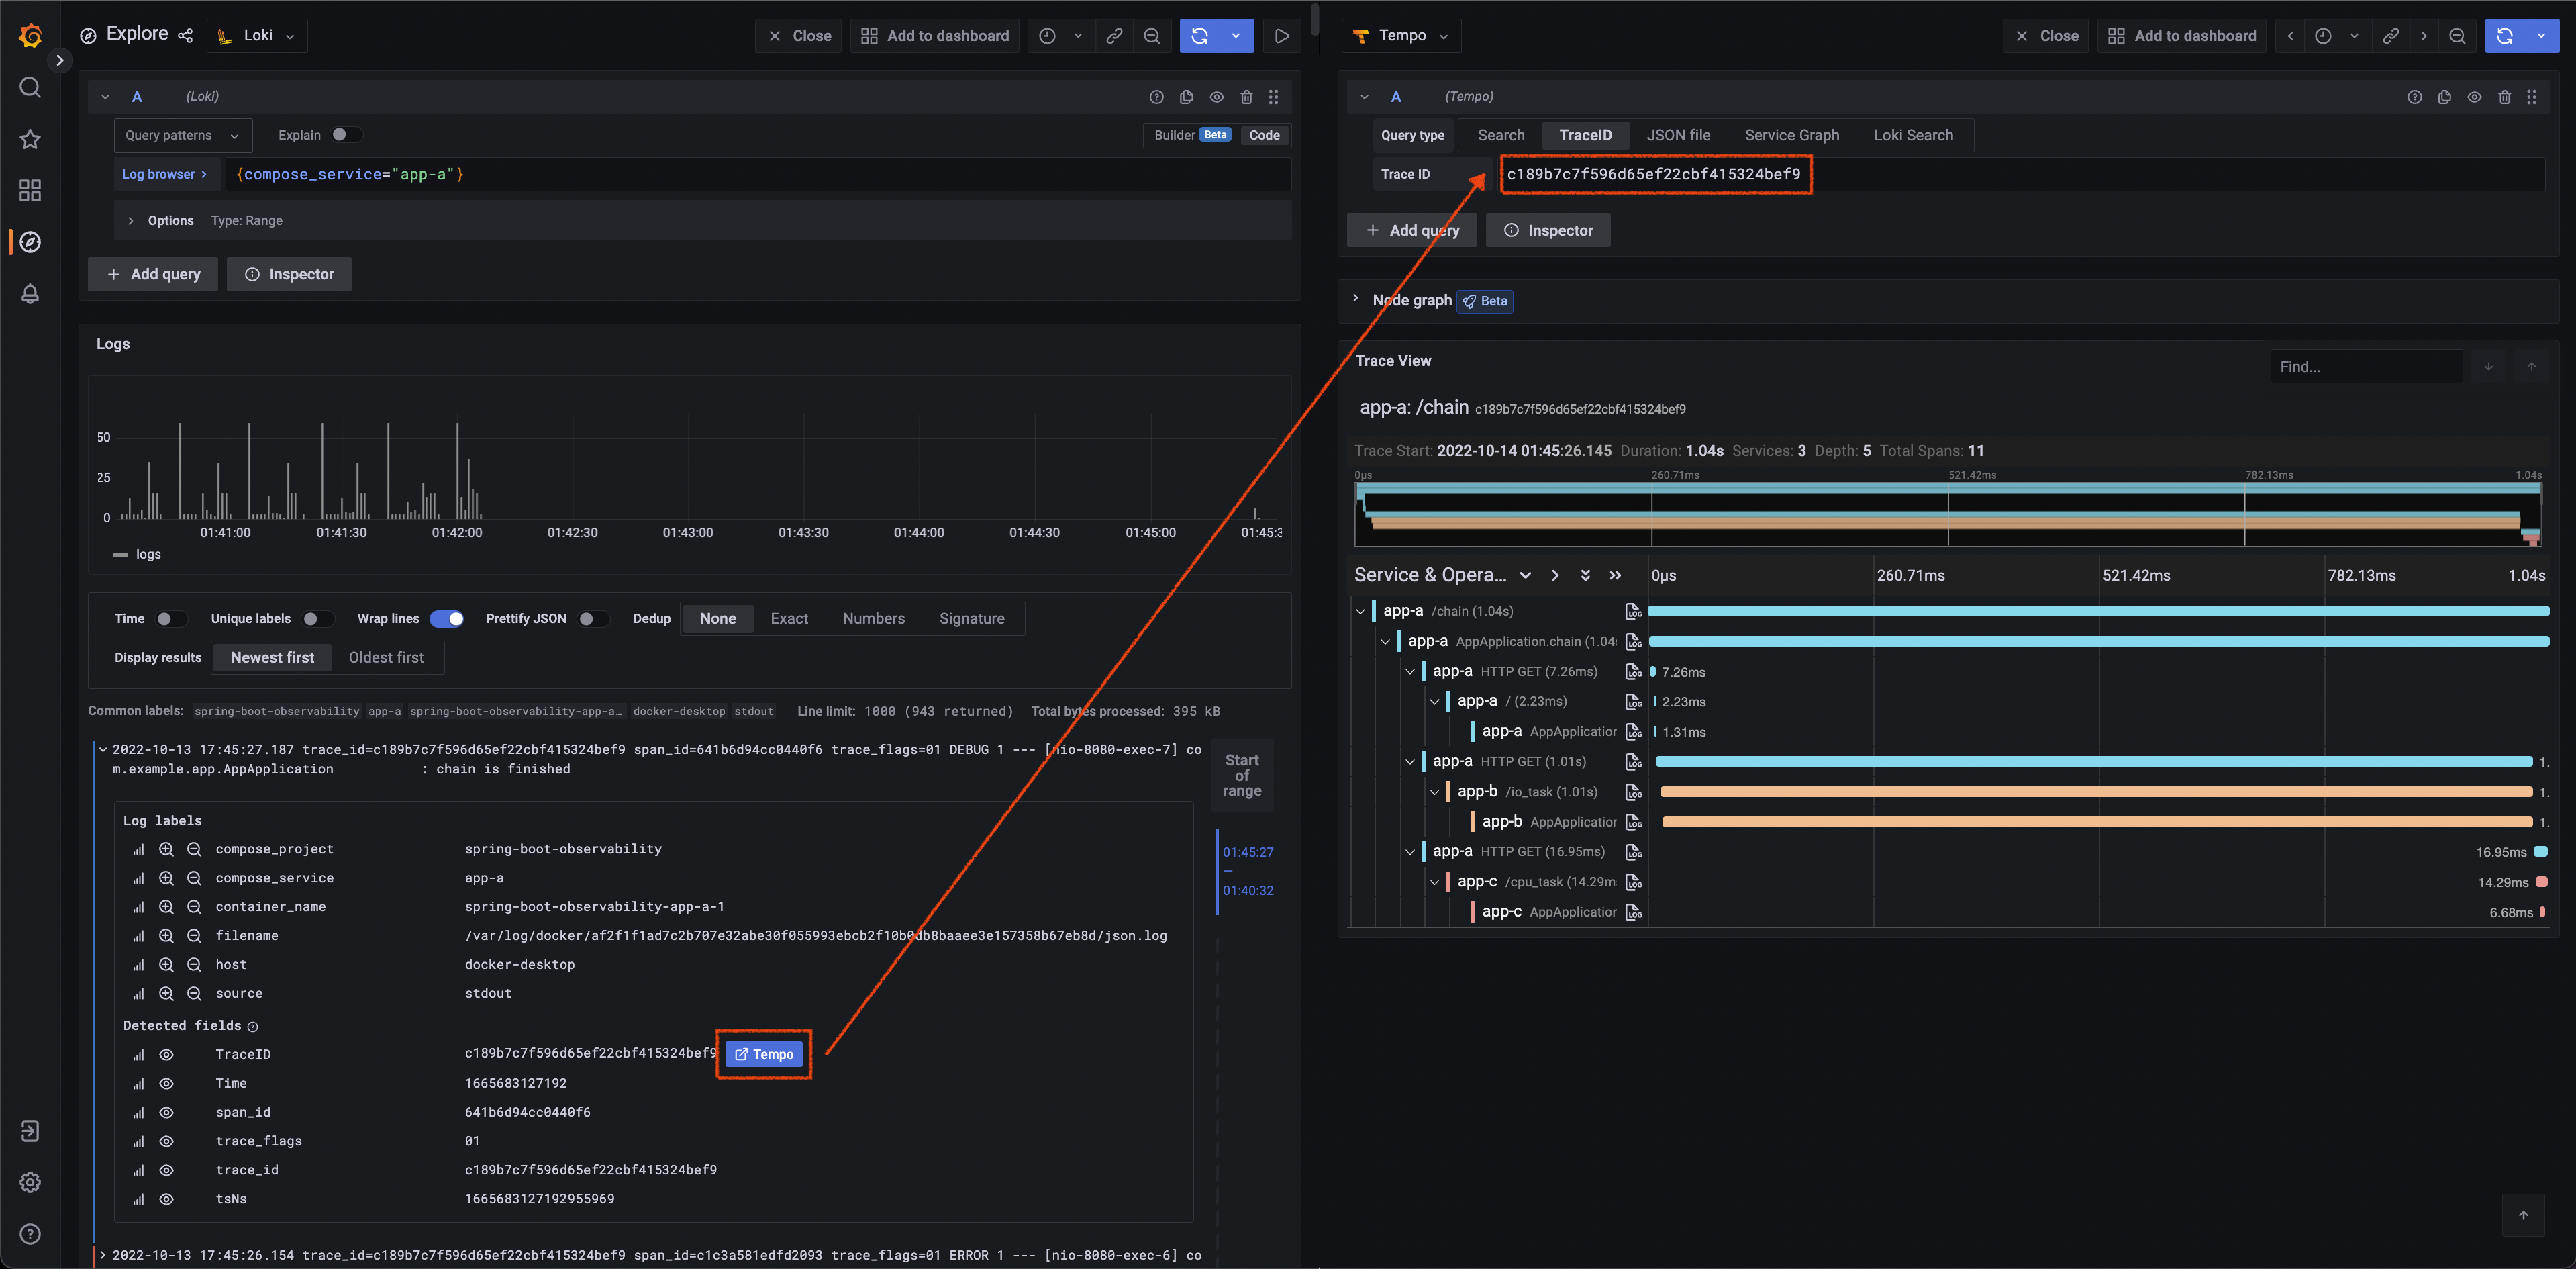 Explore
Loki
Close
Add to dashboard
A (Loki)
Query patterns
Explain
Builder Beta Code
Log browser >
{compose_service="app-a"}
Options Type: Range
+ Add query
Inspector
Logs
50
25
0
01:41:00 01:41:30 01:42:00 01:42:30 01:43:00 01:43:30 01:44:00 01:44:30 01:45:00 01:45:3
logs
Time Unique labels Wrap lines Prettify JSON Dedup None Exact Numbers Signature
Display results Newest first Oldest first
Common labels: spring-boot-observability app-a spring-boot-observability-app-a… docker-desktop stdout Line limit: 1000 (943 returned) Total bytes processed: 395 kB
2022-10-13 17:45:27.187 trace_id=c189b7c7f596d65ef22cbf415324bef9 span_id=641b6d94cc0440f6 trace_flags=01 DEBUG 1 --- [nio-8080-exec-7] co
m.example.app.AppApplication : chain is finished
Start
of
range
01:45:27
—
01:40:32
Log labels
compose_project spring-boot-observability
compose_service app-a
container_name spring-boot-observability-app-a-1
filename /var/log/docker/af2f1f1ad7c2b707e32abe30f055993ebcb2f10b0db8baaee3e157358b67eb8d/json.log
host docker-desktop
source stdout
Detected fields
TraceID c189b7c7f596d65ef22cbf415324bef9 Tempo
Time 1665683127192
span_id 641b6d94cc0440f6
trace_flags 01
trace_id c189b7c7f596d65ef22cbf415324bef9
tsNs 1665683127192955969
2022-10-13 17:45:26.154 trace_id=c189b7c7f596d65ef22cbf415324bef9 span_id=c1c3a581edfd2093 trace_flags=01 ERROR 1 --- [nio-8080-exec-6] co
Tempo
Close
Add to dashboard
A (Tempo)
Query type Search TraceID JSON file Service Graph Loki Search
Trace ID c189b7c7f596d65ef22cbf415324bef9
+ Add query
Inspector
Node graph Beta
Trace View
Find...
app-a: /chain c189b7c7f596d65ef22cbf415324bef9
Trace Start: 2022-10-14 01:45:26.145 Duration: 1.04s Services: 3 Depth: 5 Total Spans: 11
0µs 260.71ms 521.42ms 782.13ms 1.04s
Service & Opera... 0µs 260.71ms 521.42ms 782.13ms 1.04s
app-a /chain (1.04s) LOG
app-a AppApplication.chain (1.04s LOG
app-a HTTP GET (7.26ms) LOG 7.26ms
app-a / (2.23ms) LOG 2.23ms
app-a AppApplication LOG 1.31ms
app-a HTTP GET (1.01s) LOG 1.
app-b /io_task (1.01s) LOG 1.
app-b AppApplication LOG 1.
app-a HTTP GET (16.95ms) LOG 16.95ms
app-c /cpu_task (14.29m LOG 14.29ms
app-c AppApplication LOG 6.68ms